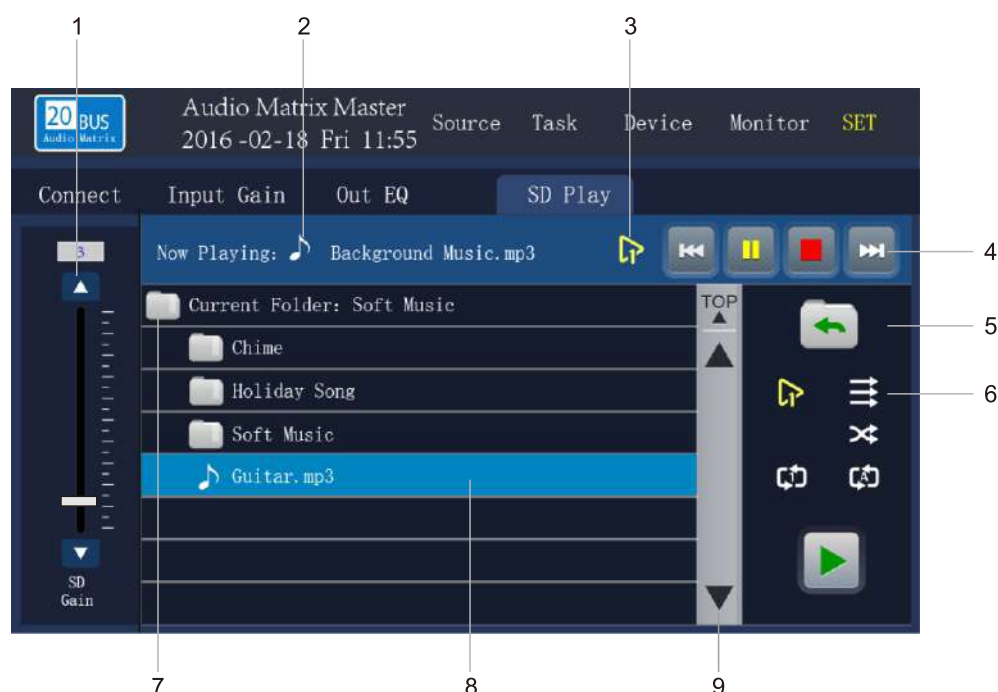 1 2 3
20 BUS
Audio Matrix
Audio Matrix Master
2016 -02-18 Fri 11:55
Source Task Device Monitor SET
Connect Input Gain Out EQ SD Play
3
Now Playing: Background Music.mp3
4
Current Folder: Soft Music
TOP
5
Chime
Holiday Song
1
6
Soft Music
Guitar.mp3
1 A
SD
Gain
7 8 9